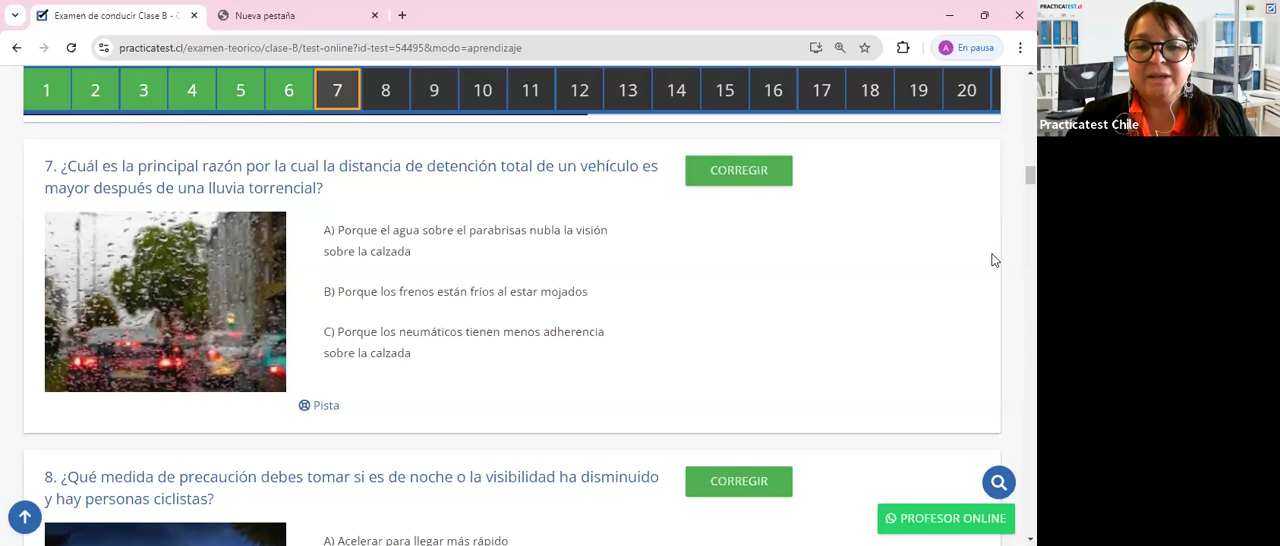 Examen de conducir Clase B - C
Nueva pestaña
practicatest.cl/examen-teorico/clase-B/test-online?id-test=54495&modo=aprendizaje
A En pausa
PRACTICATEST.cl
Practicatest Chile
1 2 3 4 5 6 7 8 9 10 11 12 13 14 15 16 17 18 19 20
7. ¿Cuál es la principal razón por la cual la distancia de detención total de un vehículo es
mayor después de una lluvia torrencial?
CORREGIR
A) Porque el agua sobre el parabrisas nubla la visión
sobre la calzada
B) Porque los frenos están fríos al estar mojados
C) Porque los neumáticos tienen menos adherencia
sobre la calzada
Pista
8. ¿Qué medida de precaución debes tomar si es de noche o la visibilidad ha disminuido
y hay personas ciclistas?
CORREGIR
PROFESOR ONLINE
A) Acelerar para llegar más rápido